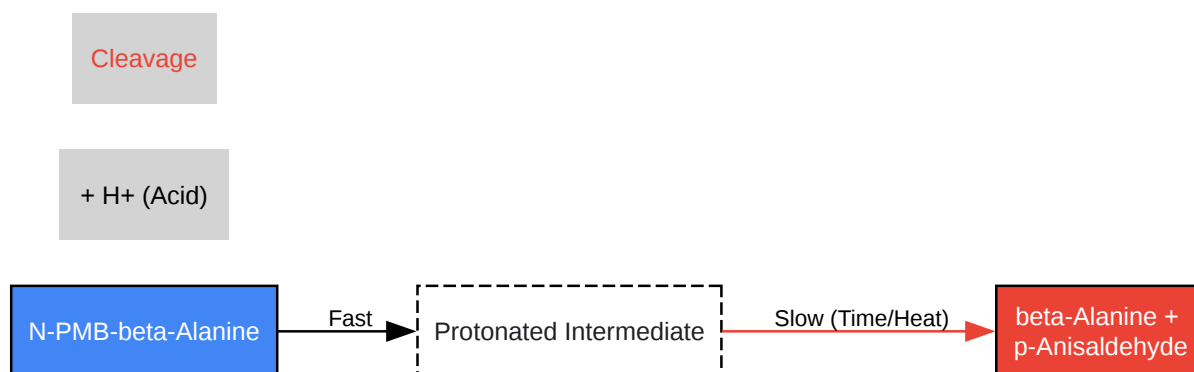 Cleavage
+ H+ (Acid)
N-PMB-beta-Alanine
Fast
Protonated Intermediate
Slow (Time/Heat)
beta-Alanine +
p-Anisaldehyde